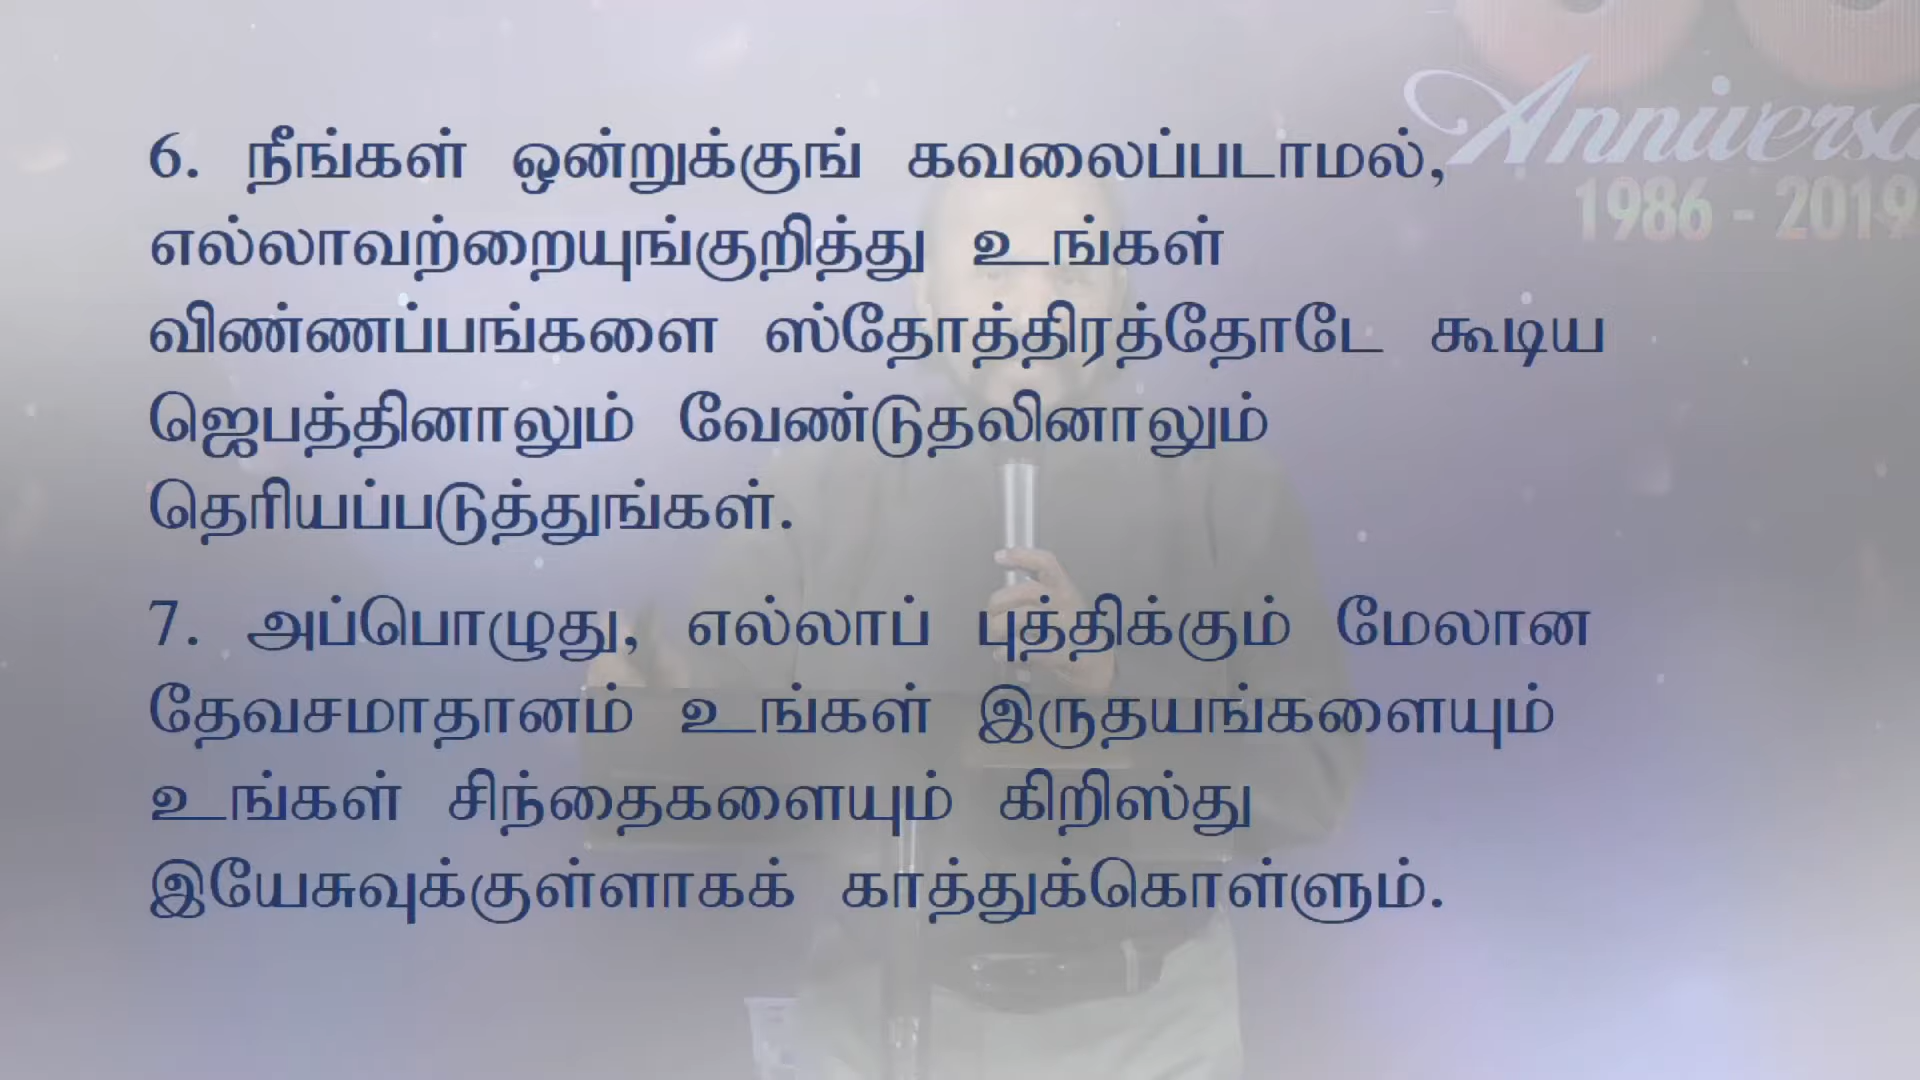 Anniversa
1986 - 2019
6. நீங்கள் ஒன்றுக்குங் கவலைப்படாமல்,
எல்லாவற்றையுங்குறித்து உங்கள்
விண்ணப்பங்களை ஸ்தோத்திரத்தோடே கூடிய
ஜெபத்தினாலும் வேண்டுதலினாலும்
தெரியப்படுத்துங்கள்.
7. அப்பொழுது, எல்லாப் புத்திக்கும் மேலான
தேவசமாதானம் உங்கள் இருதயங்களையும்
உங்கள் சிந்தைகளையும் கிறிஸ்து
இயேசுவுக்குள்ளாகக் காத்துக்கொள்ளும்.